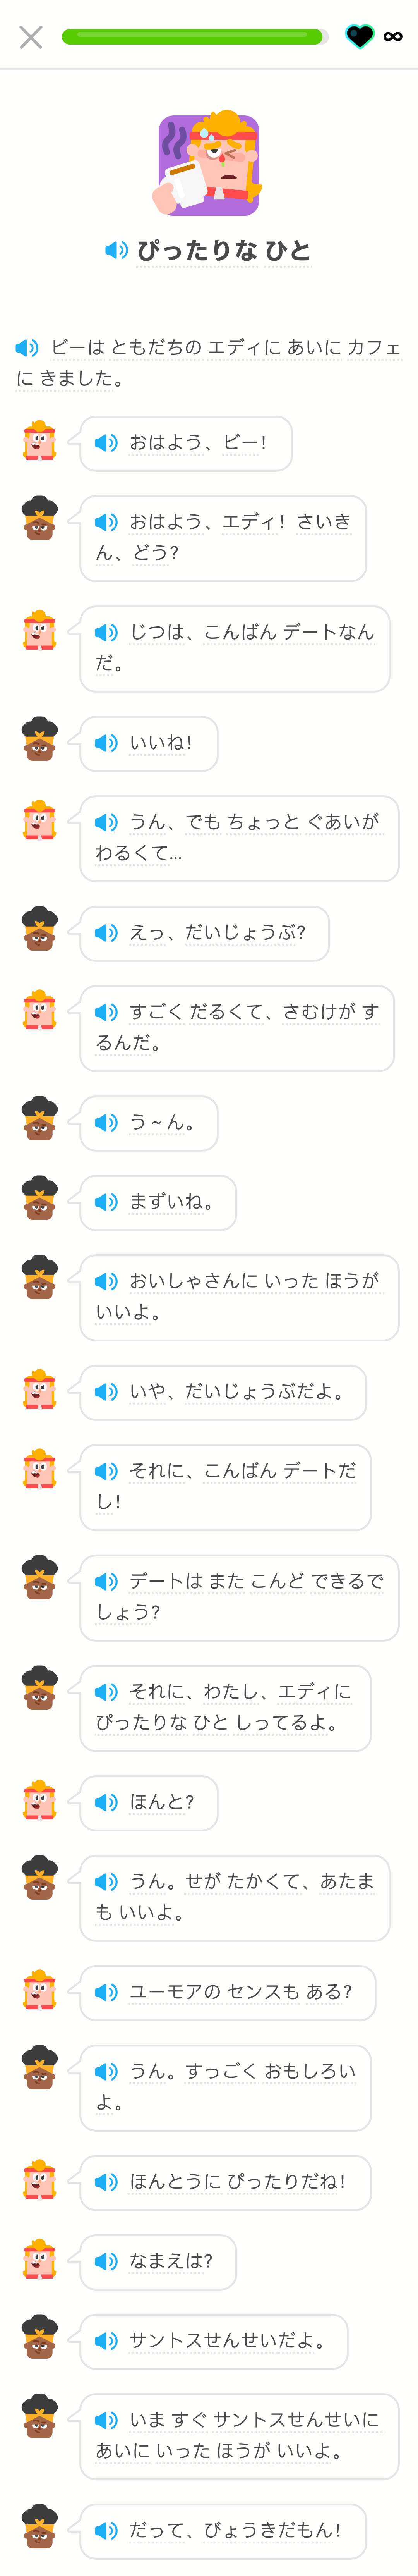 ぴったりな ひと
ビーは ともだちの エディに あいに カフェ
に きました。
おはよう、ビー!
おはよう、エディ! さいき
ん、どう?
じつは、こんばん デートなん
だ。
いいね!
うん、でも ちょっと ぐあいが
わるくて...
えっ、だいじょうぶ?
すごく だるくて、さむけが す
るんだ。
う~ん。
まずいね。
おいしゃさんに いった ほうが
いいよ。
いや、だいじょうぶだよ。
それに、こんばん デートだ
し!
デートは また こんど できるで
しょう?
それに、わたし、エディに
ぴったりな ひと しってるよ。
ほんと?
うん。せが たかくて、あたま
も いいよ。
ユーモアの センスも ある?
うん。すっごく おもしろい
よ。
ほんとうに ぴったりだね!
なまえは?
サントスせんせいだよ。
いま すぐ サントスせんせいに
あいに いった ほうが いいよ。
だって、びょうきだもん!